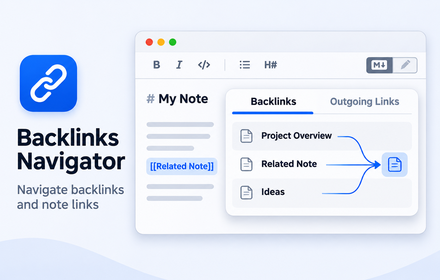 Backlinks
Navigator
Navigate backlinks
and note links
B I </> H# M↓
# My Note
[[Related Note]]
Backlinks Outgoing Links
Project Overview
Related Note
Ideas